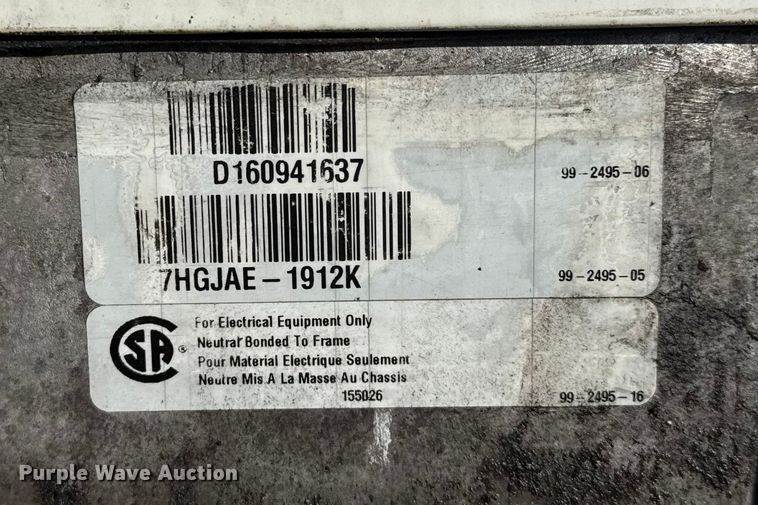 D160941637
99-2495-06
7HGJAE-1912K
99-2495-05
CSA ®
For Electrical Equipment Only
Neutral Bonded To Frame
Pour Material Electrique Seulement
Neutre Mis A La Masse Au Chassis
155026
99-2495-16
Purple Wave Auction